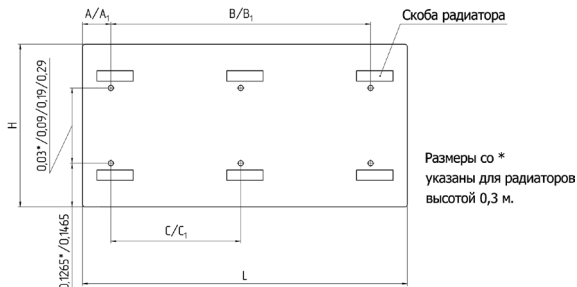 A/A₁
B/B₁
Скоба радиатора
H
0,03*/0,09/0,19/0,29
Размеры со *
указаны для радиаторов
высотой 0,3 м.
C/C₁
0,1265*/0,1465
L